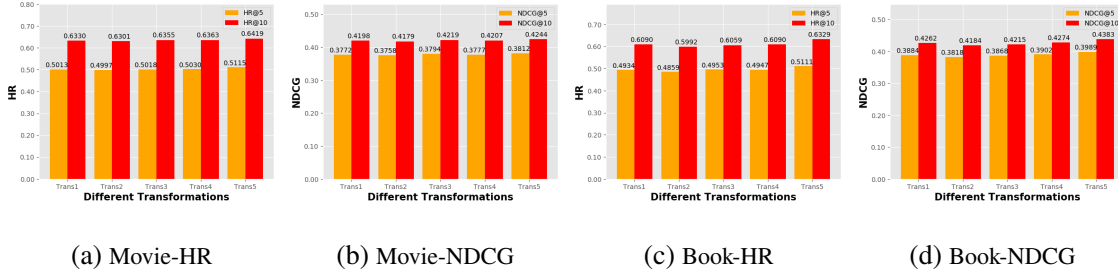 0.80
0.70
0.60
0.50
0.40
0.30
0.20
0.10
0.00
HR
HR@5
HR@10
0.5013
0.6330
0.4997
0.6301
0.5018
0.6355
0.5030
0.6363
0.5115
0.6419
Trans1 Trans2 Trans3 Trans4 Trans5
Different Transformations
(a) Movie-HR
0.50
0.40
0.30
0.20
0.10
0.00
NDCG
NDCG@5
NDCG@10
0.3772
0.4198
0.3758
0.4179
0.3794
0.4219
0.3777
0.4207
0.3812
0.4244
Trans1 Trans2 Trans3 Trans4 Trans5
Different Transformations
(b) Movie-NDCG
0.70
0.60
0.50
0.40
0.30
0.20
0.10
0.00
HR
HR@5
HR@10
0.4934
0.6090
0.4859
0.5992
0.4953
0.6059
0.4947
0.6090
0.5111
0.6329
Trans1 Trans2 Trans3 Trans4 Trans5
Different Transformations
(c) Book-HR
0.50
0.40
0.30
0.20
0.10
0.00
NDCG
NDCG@5
NDCG@10
0.3884
0.4262
0.3818
0.4184
0.3868
0.4215
0.3902
0.4274
0.3989
0.4383
Trans1 Trans2 Trans3 Trans4 Trans5
Different Transformations
(d) Book-NDCG